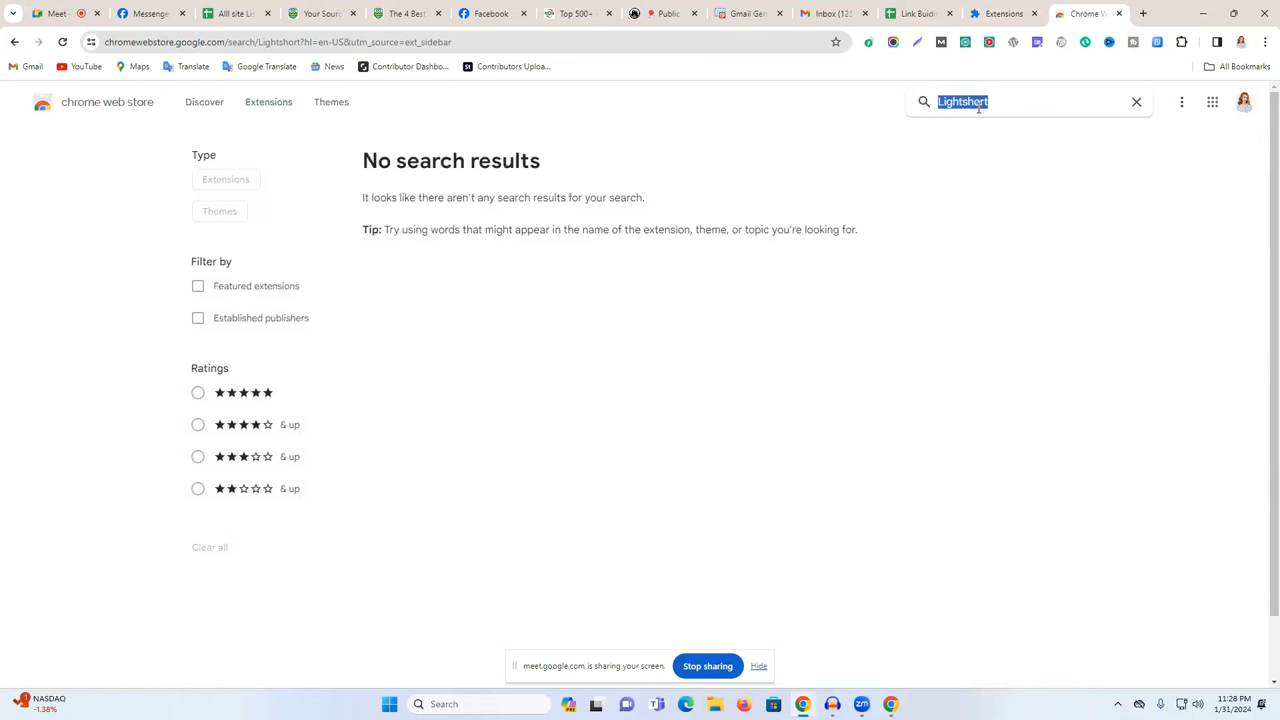 Meet
Messenge
Alll site Li
Your Sourc
The 4 Best
Facebook
Top 500+
Public
Gmail Gen
Inbox (125
Link Buidin
Extensions
Chrome W
chromewebstore.google.com/search/Lightshort?hl=en-US&utm_source=ext_sidebar
Gmail
YouTube
Maps
Translate
Google Translate
News
Contributor Dashbo...
Contributors Uploa...
All Bookmarks
chrome web store
Discover
Extensions
Themes
Lightshort
Type
Extensions
Themes
Filter by
Featured extensions
Established publishers
Ratings
& up
& up
& up
Clear all
No search results
It looks like there aren't any search results for your search.
Tip: Try using words that might appear in the name of the extension, theme, or topic you're looking for.
meet.google.com is sharing your screen.
Stop sharing
Hide
NASDAQ
-1.38%
Search
11:28 PM
1/31/2024